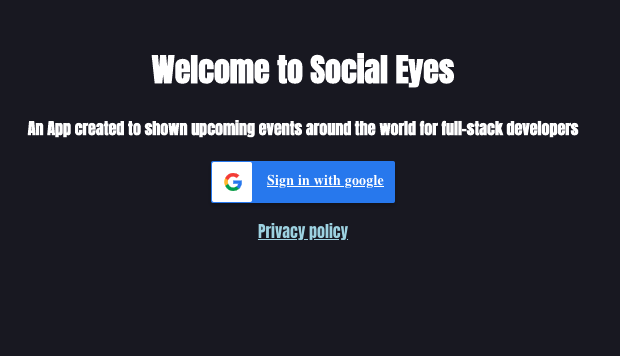 Welcome to Social Eyes
An App created to shown upcoming events around the world for full-stack developers
Sign in with google
Privacy policy